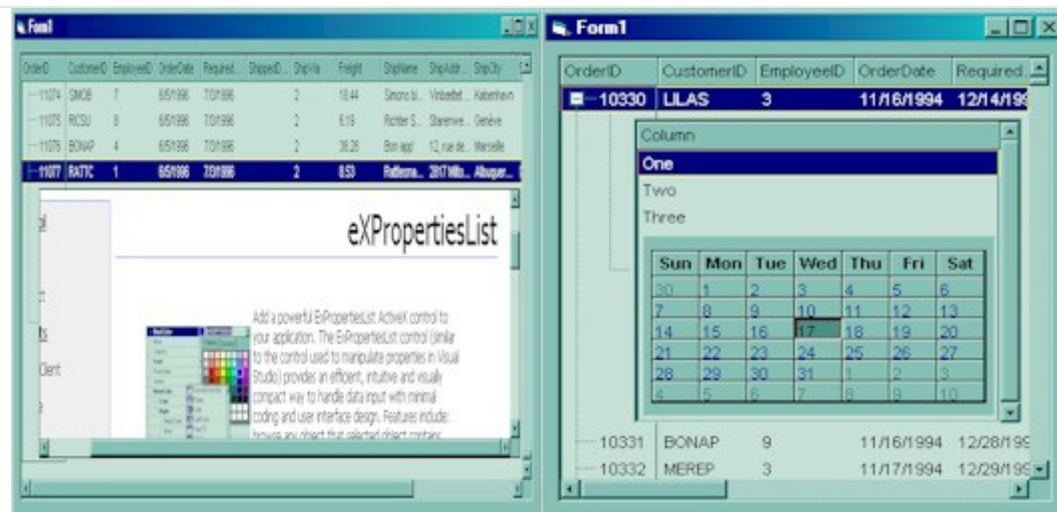 Form1
OrderID CustomerID EmployeeID OrderDate Required... ShippedD... ShipVia Freight ShipName ShipAddr... ShipCity
11074 SIMOB 7 6/5/1996 7/3/1996 2 18.44 Simons bi... Vinbæltet ... København
11075 RICSU 8 6/5/1996 7/3/1996 2 6.19 Richter S... Starenwe... Genève
11076 BONAP 4 6/5/1996 7/3/1996 2 38.28 Bon app' 12, rue de... Marseille
11077 RATTC 1 6/5/1996 7/3/1996 2 8.53 Rattlesna... 2817 Milto... Albuquer...
eXPropertiesList
Add a powerful ExPropertiesList ActiveX control to
your application. The ExPropertiesList control (similar
to the control used to manipulate properties in Visual
Studio) provides an efficient, intuitive and visually
compact way to handle data input with minimal
coding and user interface design. Features include:
browse any object that selected object contains
Form1
OrderID CustomerID EmployeeID OrderDate Required
10330 LILAS 3 11/16/1994 12/14/199
Column
One
Two
Three
Sun Mon Tue Wed Thu Fri Sat
30 1 2 3 4 5 6
7 8 9 10 11 12 13
14 15 16 17 18 19 20
21 22 23 24 25 26 27
28 29 30 31 1 2 3
4 5 6 7 8 9 10
10331 BONAP 9 11/16/1994 12/28/199
10332 MEREP 3 11/17/1994 12/29/199